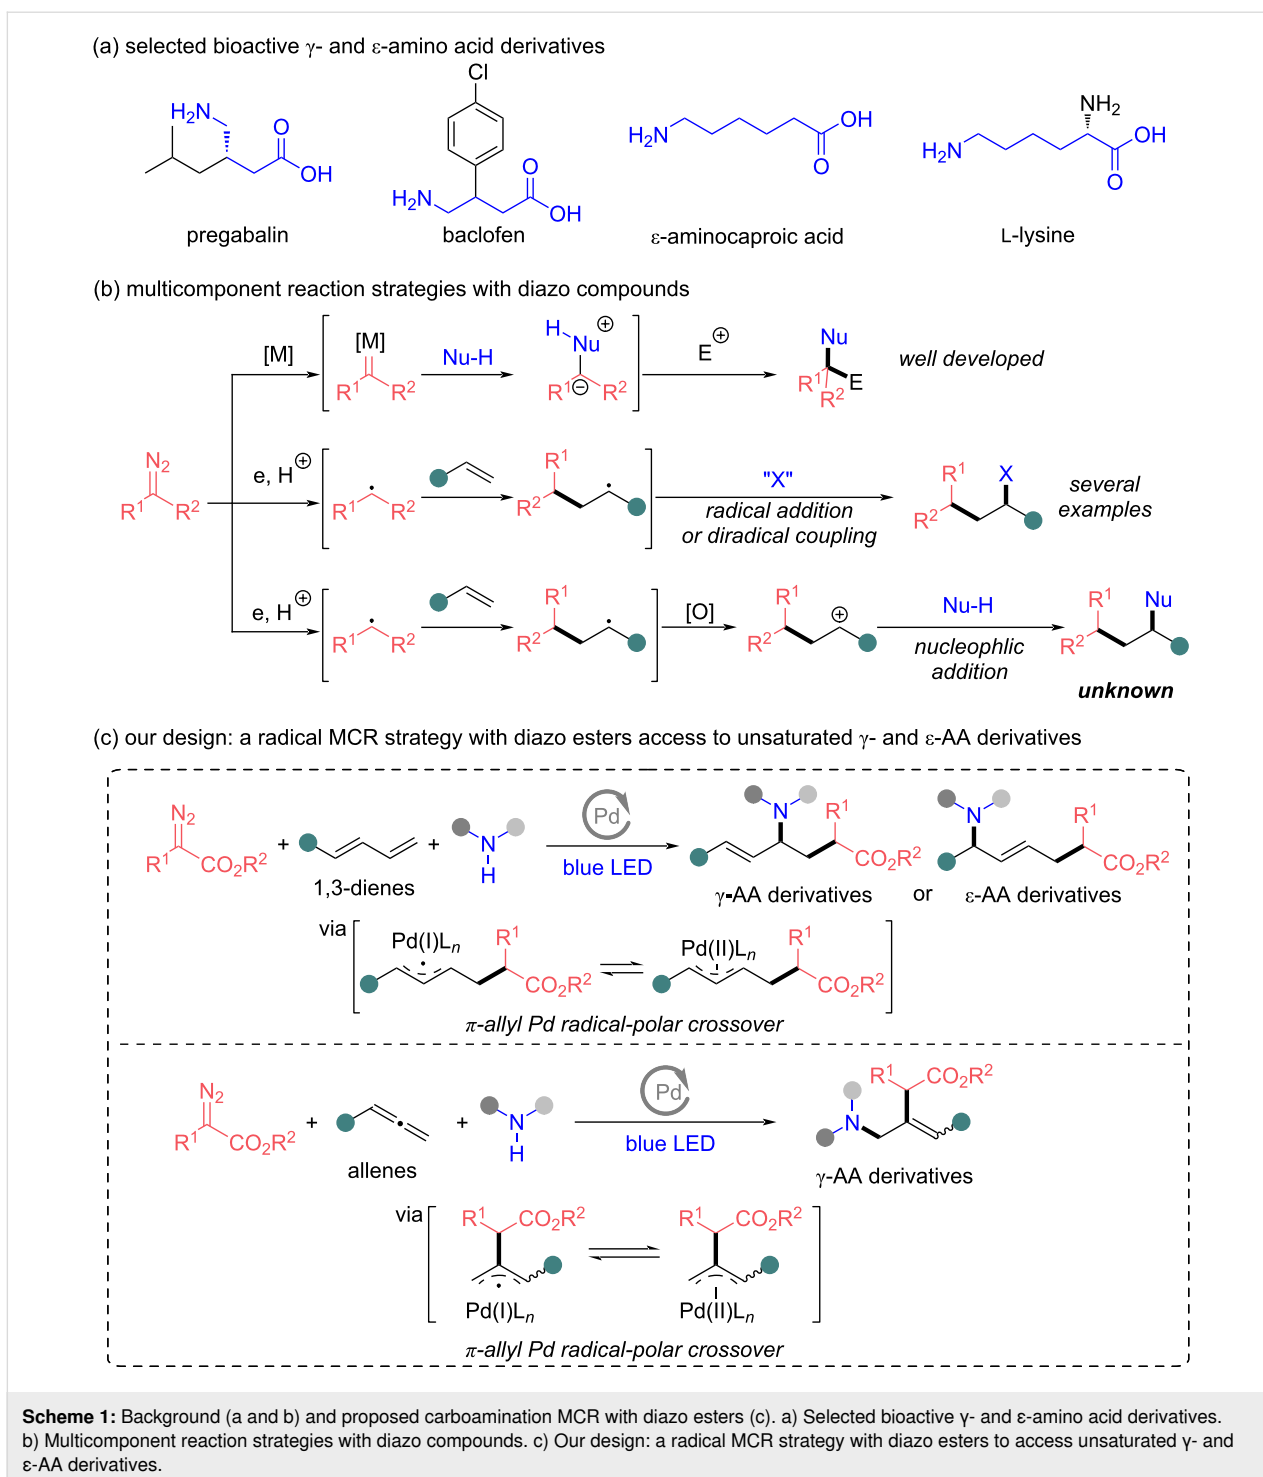 (a) selected bioactive γ- and ε-amino acid derivatives
Cl
H₂N O OH
H₂N O OH
H₂N OH O
NH₂ H₂N OH O
pregabalin baclofen ε-aminocaproic acid L-lysine
(b) multicomponent reaction strategies with diazo compounds
[M] [M] R¹ R² Nu-H H Nu ⊕ R¹ ⊖ R² E⊕ Nu R¹ E R² well developed
N₂ R¹ R²
e, H⊕ R¹ R² R¹ R² "X" R¹ X R² several
radical addition examples
or diradical coupling
e, H⊕ R¹ R² R¹ R² [O] R¹ ⊕ R² Nu-H R¹ Nu R²
nucleophlic
addition
unknown
(c) our design: a radical MCR strategy with diazo esters access to unsaturated γ- and ε-AA derivatives
N₂ R¹ CO₂R² + + N H Pd N R¹ CO₂R² N R¹ CO₂R²
1,3-dienes blue LED γ-AA derivatives or ε-AA derivatives
via Pd(I)Lₙ R¹ CO₂R² Pd(II)Lₙ R¹ CO₂R²
π-allyl Pd radical-polar crossover
N₂ R¹ CO₂R² + + N H Pd R¹ CO₂R² N
allenes blue LED γ-AA derivatives
via R¹ CO₂R² R¹ CO₂R²
Pd(I)Lₙ Pd(II)Lₙ
π-allyl Pd radical-polar crossover
Scheme 1: Background (a and b) and proposed carboamination MCR with diazo esters (c). a) Selected bioactive γ- and ε-amino acid derivatives.
b) Multicomponent reaction strategies with diazo compounds. c) Our design: a radical MCR strategy with diazo esters to access unsaturated γ- and
ε-AA derivatives.